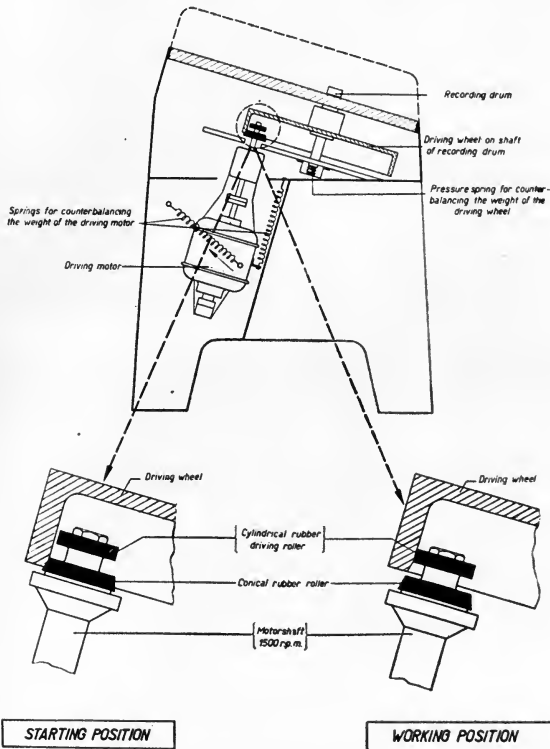 Recording drum
Driving wheel on shaft
of recording drum
Pressure spring for counter-
balancing the weight of the
driving wheel
Springs for counterbalancing
the weight of the driving motor
Driving motor
Driving wheel
Driving wheel
Cylindrical rubber
driving roller
Conical rubber roller
Motorshaft
1500 r.p.m.
STARTING POSITION
WORKING POSITION